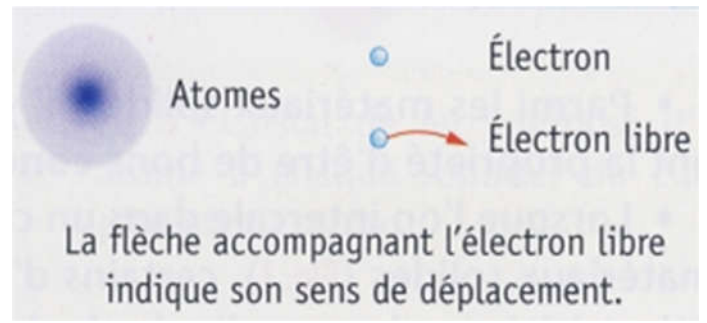 Électron
Atomes
Électron libre
La flèche accompagnant l'électron libre
indique son sens de déplacement.